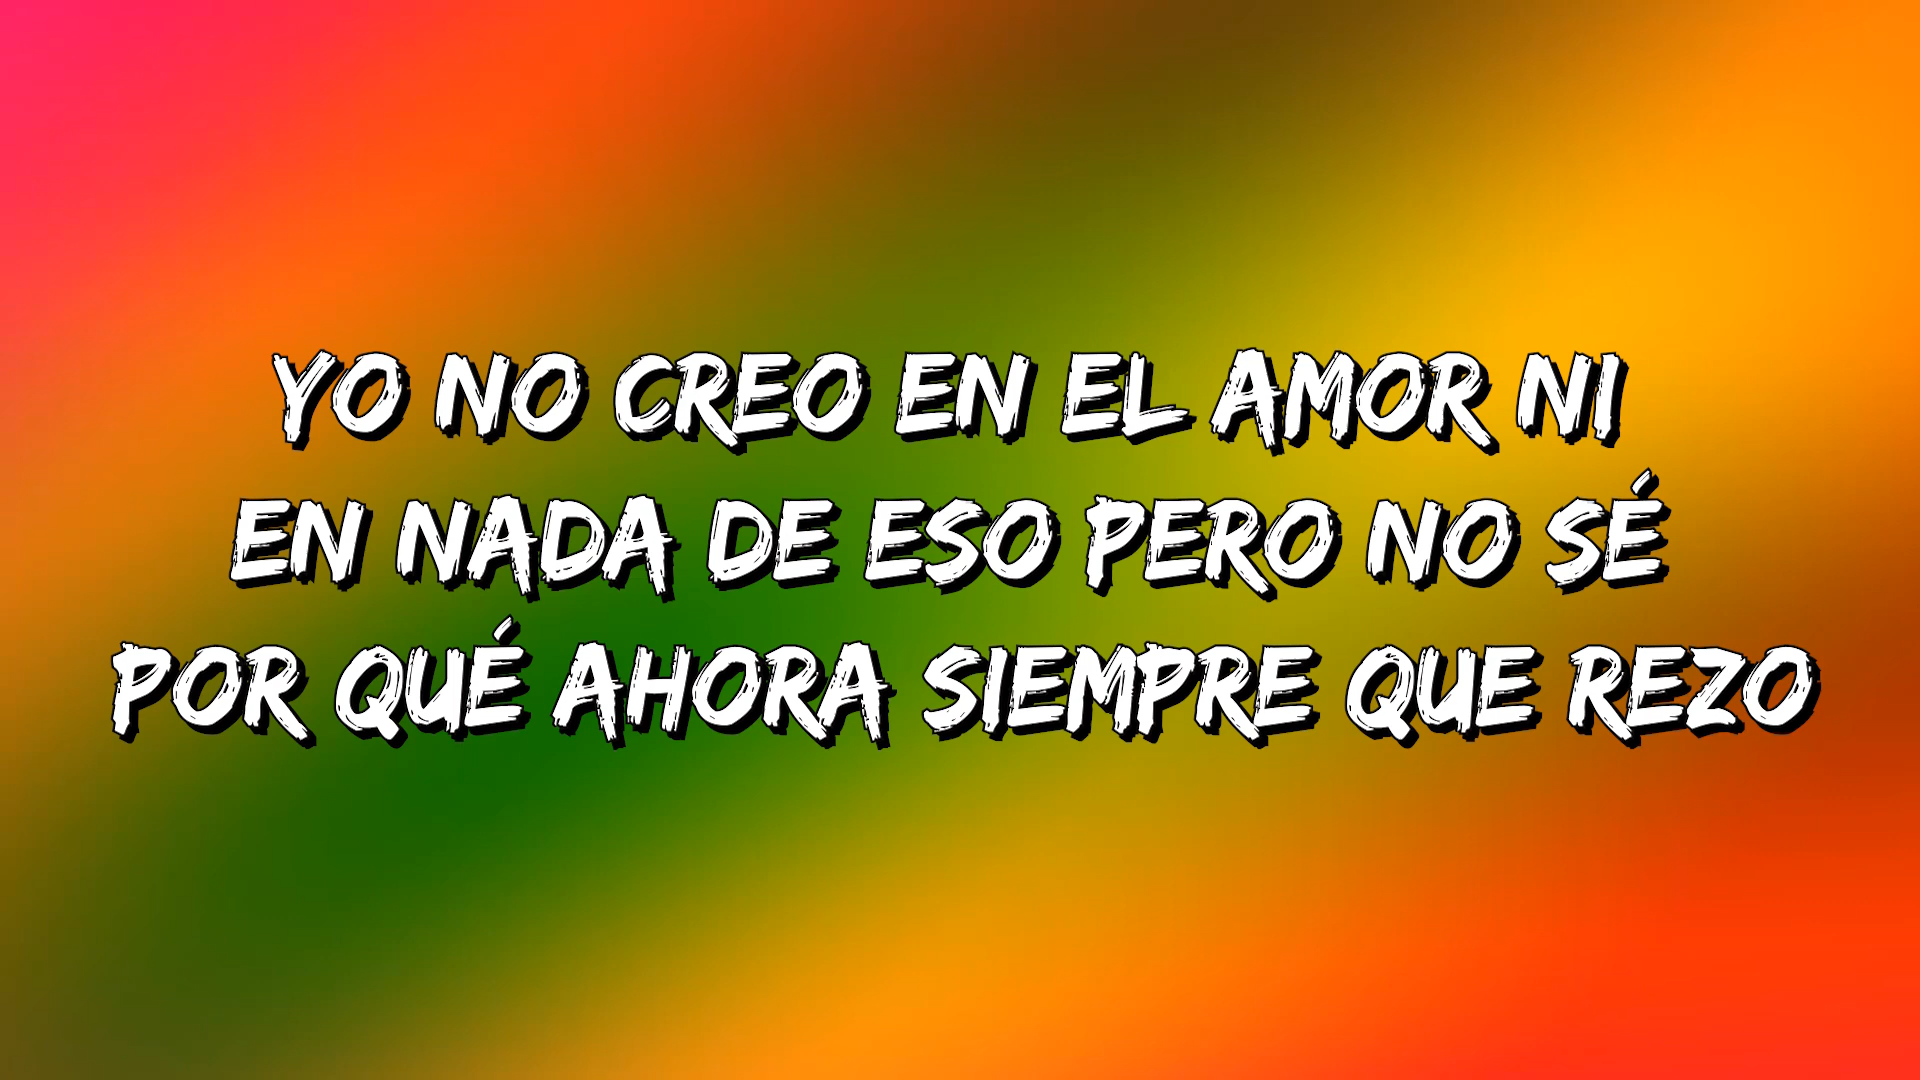 YO NO CREO EN EL AMOR NI
EN NADA DE ESO PERO NO SÉ
POR QUÉ AHORA SIEMPRE QUE REZO